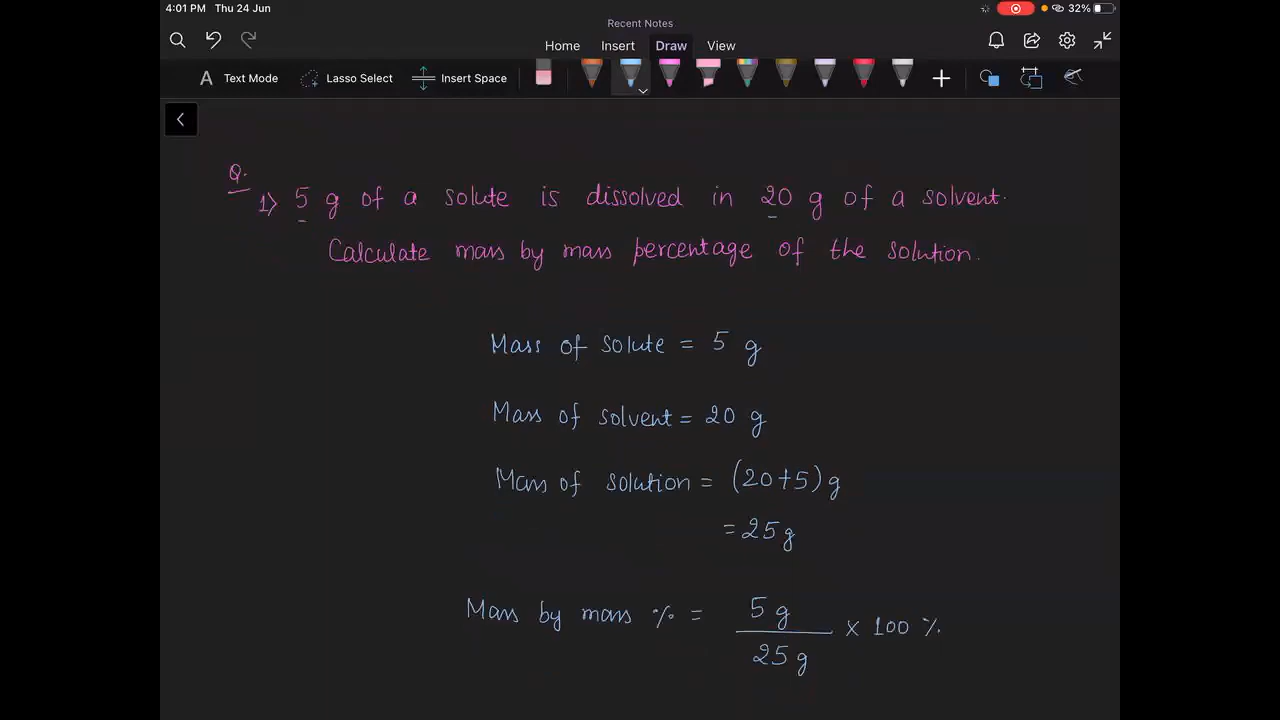 4:01 PM Thu 24 Jun
32%
Recent Notes
Home Insert Draw View
Text Mode Lasso Select Insert Space
Q.
1) 5 g of a solute is dissolved in 20 g of a solvent.
Calculate mass by mass percentage of the solution.
Mass of solute = 5 g
Mass of solvent = 20 g
Mass of solution = (20+5) g
= 25 g
Mass by mass % = 5 g / 25 g × 100 %